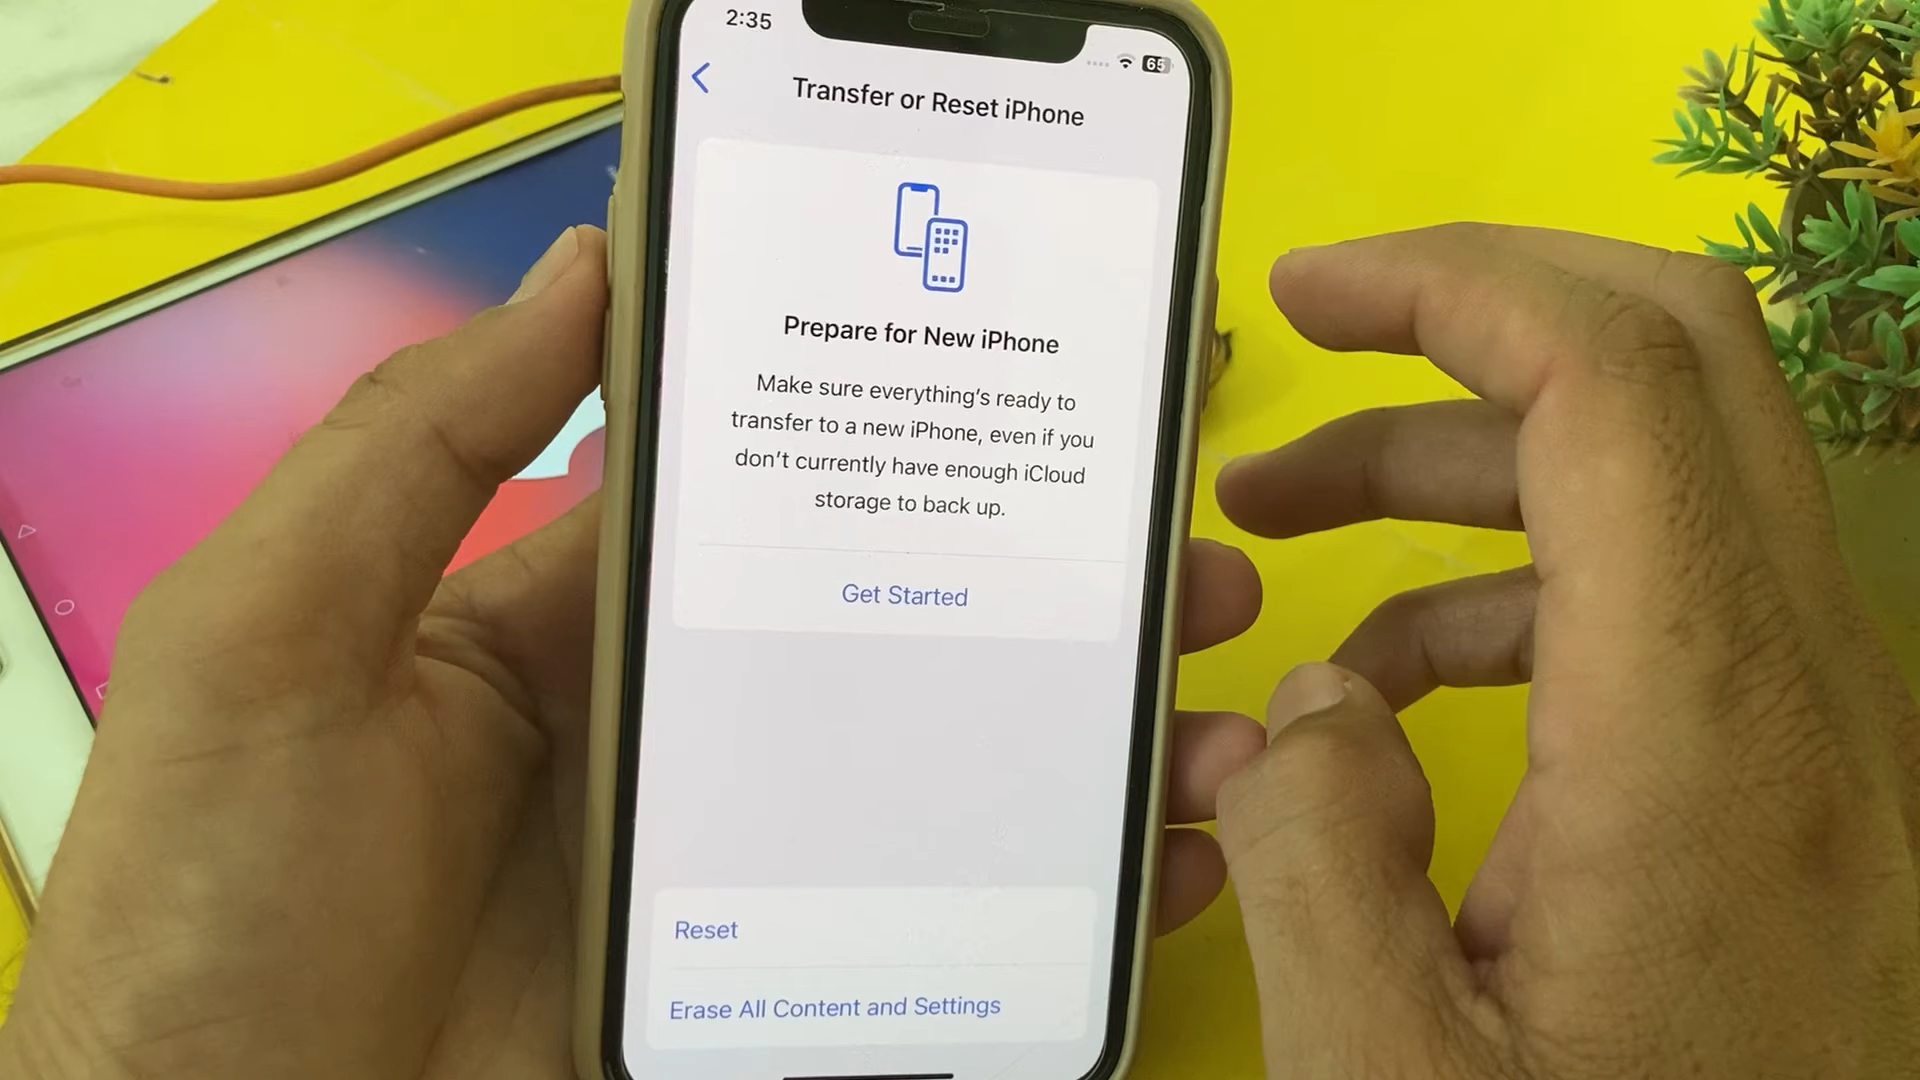 2:35
65
Transfer or Reset iPhone
Prepare for New iPhone
Make sure everything’s ready to
transfer to a new iPhone, even if you
don’t currently have enough iCloud
storage to back up.
Get Started
Reset
Erase All Content and Settings